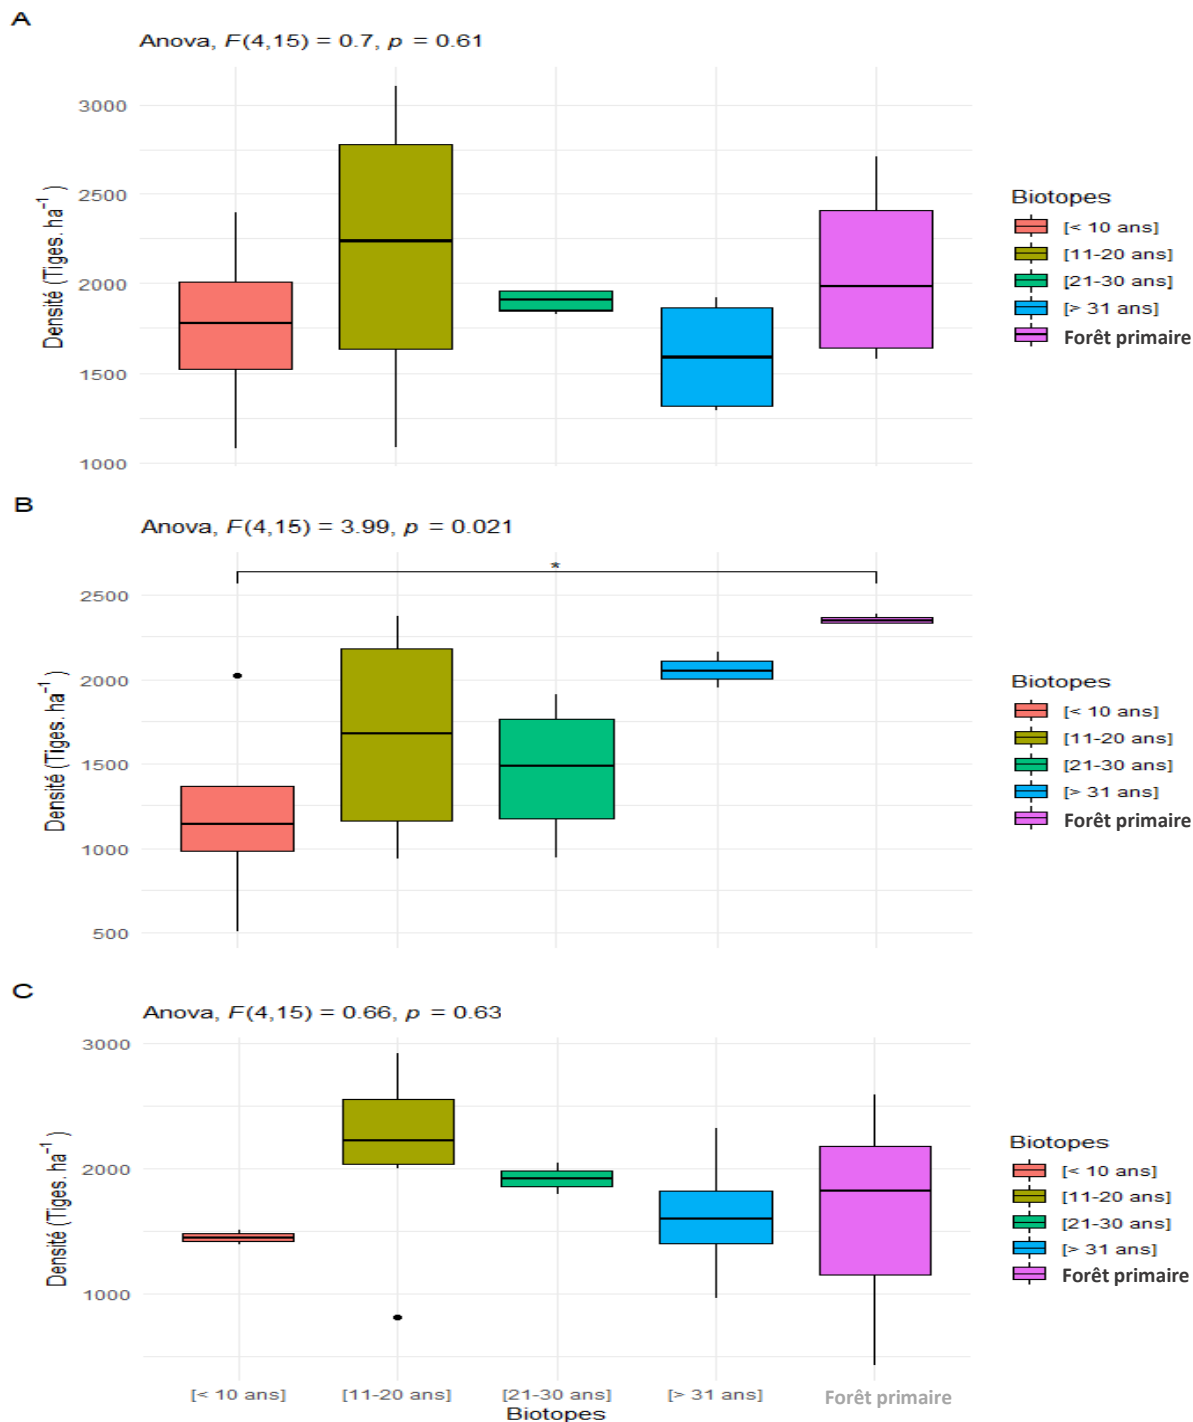 A
Anova, F(4,15) = 0.7, p = 0.61
3000
2500
2000
1500
1000
Densité (Tiges. ha⁻¹ )
Biotopes
[< 10 ans]
[11-20 ans]
[21-30 ans]
[> 31 ans]
Forêt primaire
B
Anova, F(4,15) = 3.99, p = 0.021
*
2500
2000
1500
1000
500
Densité (Tiges. ha⁻¹ )
Biotopes
[< 10 ans]
[11-20 ans]
[21-30 ans]
[> 31 ans]
Forêt primaire
C
Anova, F(4,15) = 0.66, p = 0.63
3000
2000
1000
Densité (Tiges. ha⁻¹ )
Biotopes
[< 10 ans]
[11-20 ans]
[21-30 ans]
[> 31 ans]
Forêt primaire
[< 10 ans] [11-20 ans] [21-30 ans] [> 31 ans] Forêt primaire
Biotopes